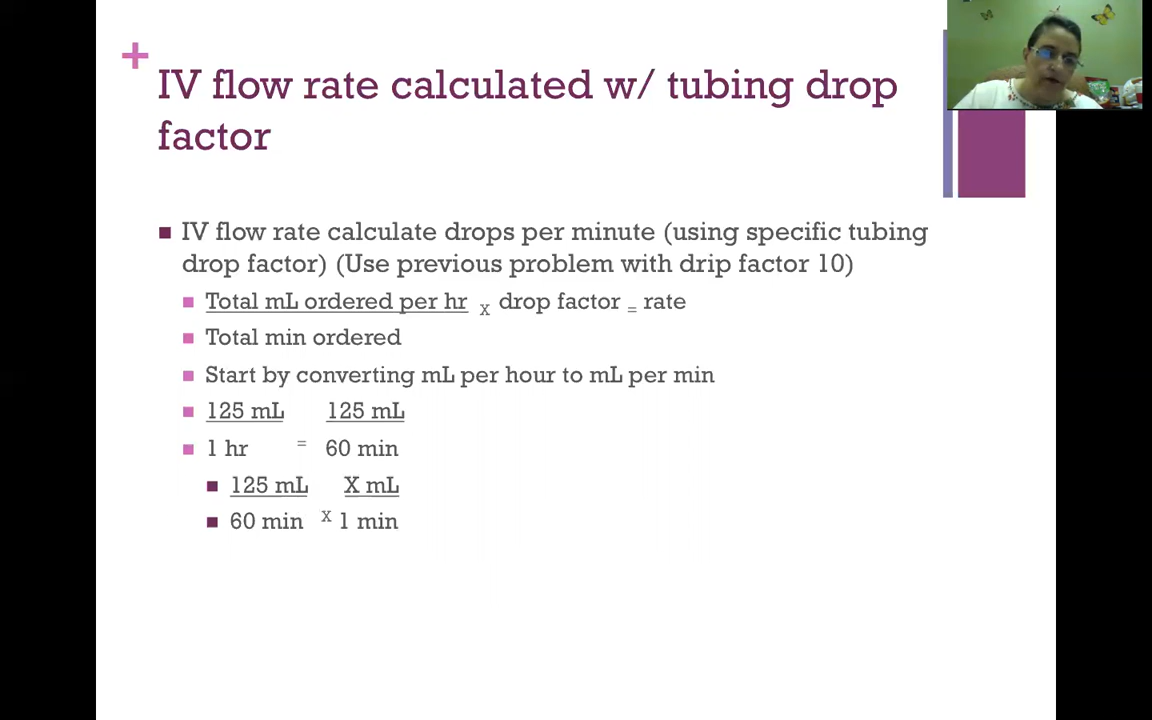 +
IV flow rate calculated w/ tubing drop
factor
IV flow rate calculate drops per minute (using specific tubing
drop factor) (Use previous problem with drip factor 10)
Total mL ordered per hr x drop factor = rate
Total min ordered
Start by converting mL per hour to mL per min
125 mL 125 mL
1 hr = 60 min
125 mL X mL
60 min X 1 min